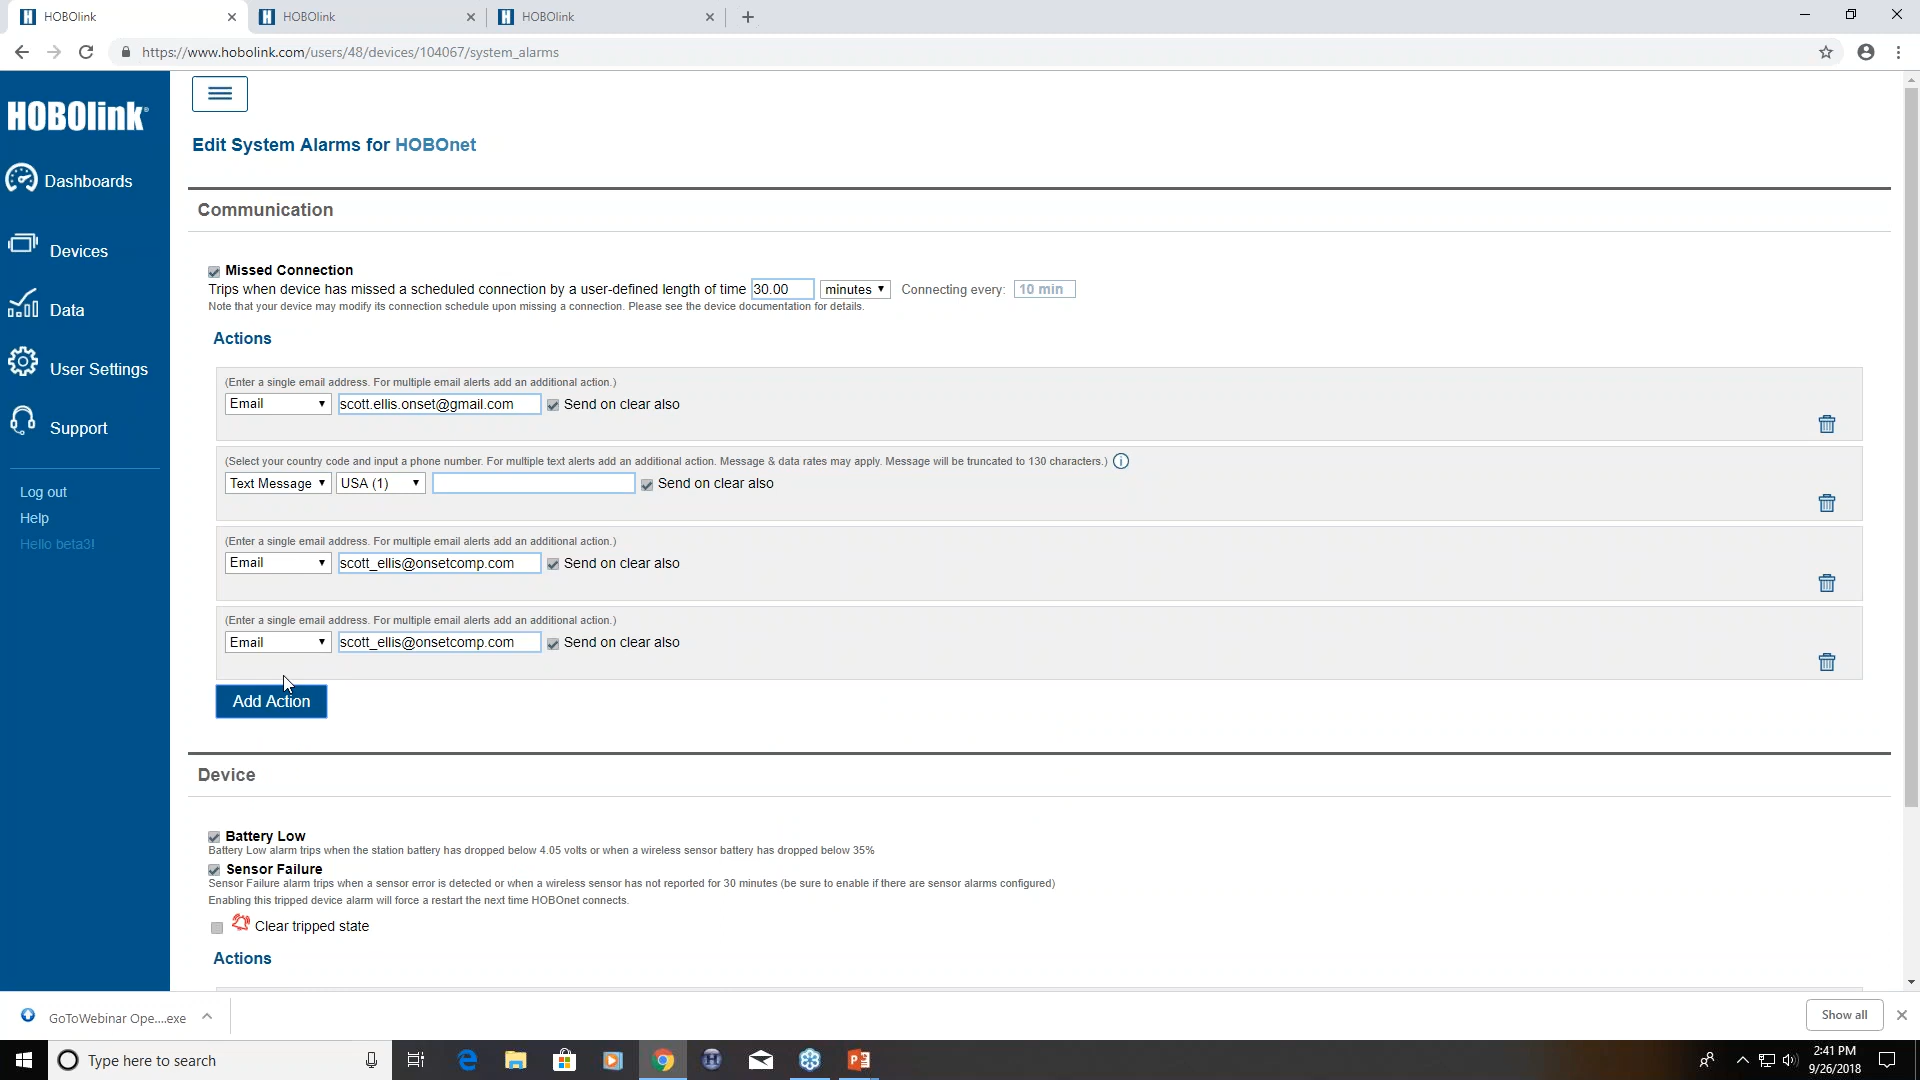 HOBOlink
HOBOlink
HOBOlink
https://www.hobolink.com/users/48/devices/104067/system_alarms
HOBOlink®
Dashboards
Devices
Data
User Settings
Support
Log out
Help
Hello beta3!
Edit System Alarms for HOBOnet
Communication
Missed Connection
Trips when device has missed a scheduled connection by a user-defined length of time 30.00 minutes Connecting every: 10 min
Note that your device may modify its connection schedule upon missing a connection. Please see the device documentation for details.
Actions
(Enter a single email address. For multiple email alerts add an additional action.)
Email scott.ellis.onset@gmail.com Send on clear also
(Select your country code and input a phone number. For multiple text alerts add an additional action. Message & data rates may apply. Message will be truncated to 130 characters.)
Text Message USA (1) Send on clear also
(Enter a single email address. For multiple email alerts add an additional action.)
Email scott_ellis@onsetcomp.com Send on clear also
(Enter a single email address. For multiple email alerts add an additional action.)
Email scott_ellis@onsetcomp.com Send on clear also
Add Action
Device
Battery Low
Battery Low alarm trips when the station battery has dropped below 4.05 volts or when a wireless sensor battery has dropped below 35%
Sensor Failure
Sensor Failure alarm trips when a sensor error is detected or when a wireless sensor has not reported for 30 minutes (be sure to enable if there are sensor alarms configured)
Enabling this tripped device alarm will force a restart the next time HOBOnet connects.
Clear tripped state
Actions
GoToWebinar Ope....exe
Show all
Type here to search
2:41 PM
9/26/2018